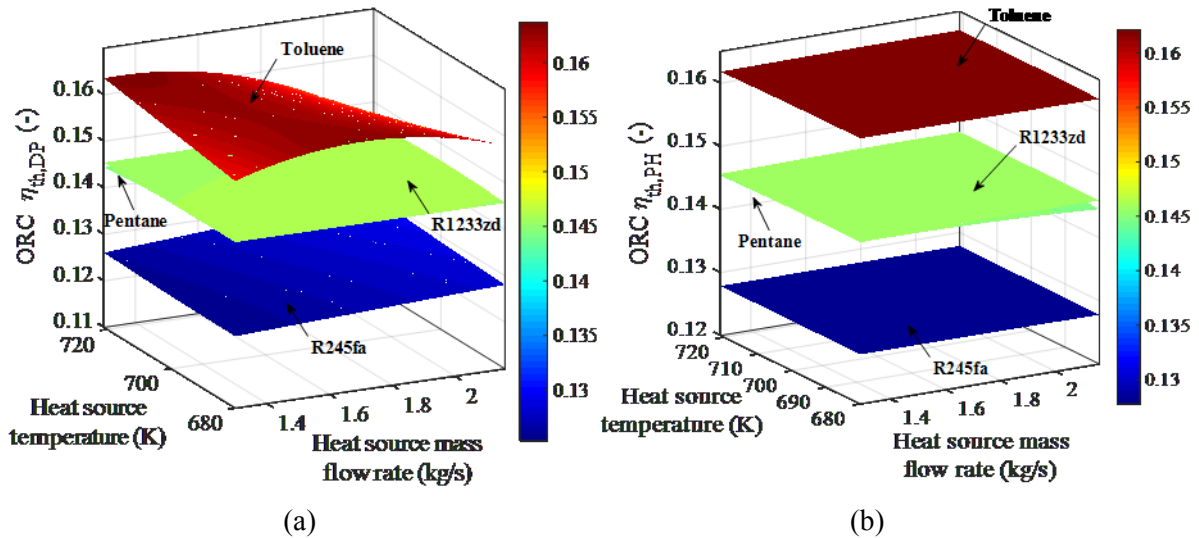 Toluene
0.16
0.15
0.14
0.13
0.12
0.11
ORC η_th,DP (-)
Pentane
R1233zd
R245fa
720
700
680
Heat source
temperature (K)
1.4
1.6
1.8
2
Heat source mass
flow rate (kg/s)
0.16
0.155
0.15
0.145
0.14
0.135
0.13
(a)
Toluene
0.16
0.15
0.14
0.13
0.12
ORC η_th,PH (-)
R1233zd
Pentane
R245fa
720
710
700
690
680
Heat source
temperature (K)
1.4
1.6
1.8
2
Heat source mass
flow rate (kg/s)
0.16
0.155
0.15
0.145
0.14
0.135
0.13
(b)